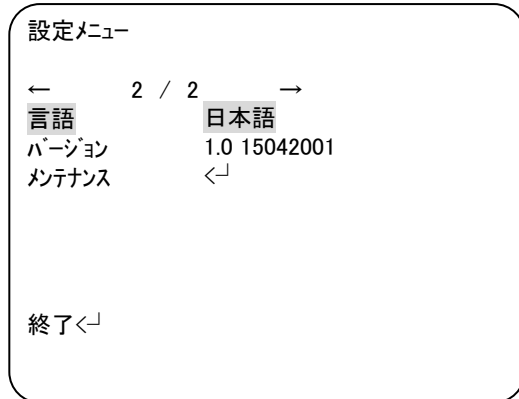 設定ﾒﾆｭｰ
← 2 / 2 →
言語 日本語
ﾊﾞｰｼﾞｮﾝ 1.0 15042001
ﾒﾝﾃﾅﾝｽ <┘
終了<┘